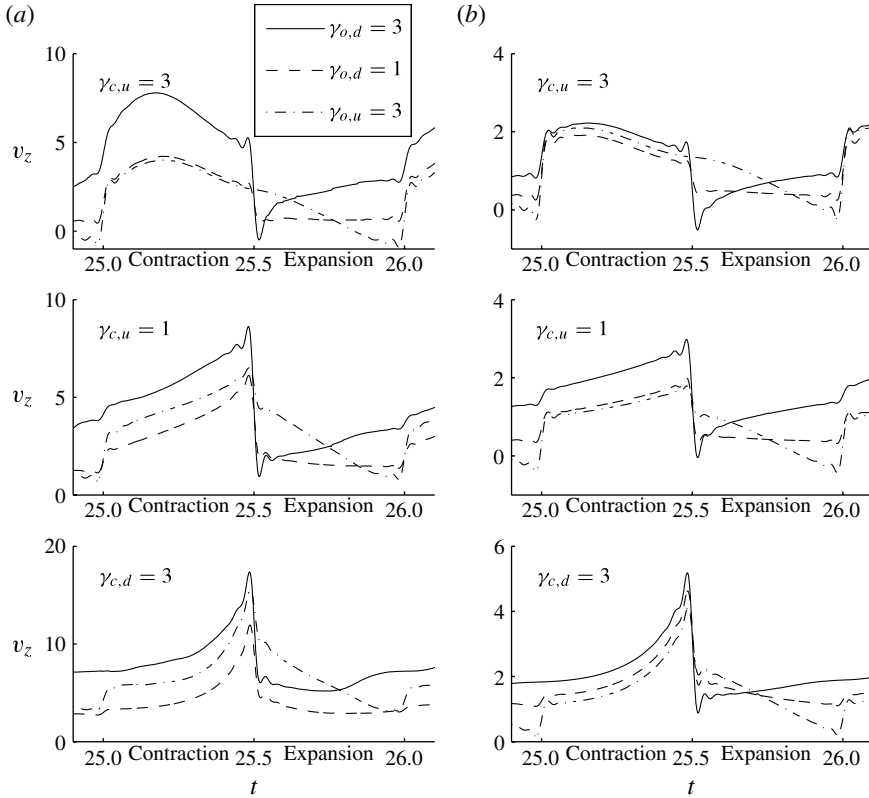 (a)
γo,d = 3
γo,d = 1
γo,u = 3
10
5
0
vz
γc,u = 3
25.0 Contraction 25.5 Expansion 26.0
10
5
0
vz
γc,u = 1
25.0 Contraction 25.5 Expansion 26.0
20
10
0
vz
γc,d = 3
25.0 Contraction 25.5 Expansion 26.0
t
(b)
4
2
0
γc,u = 3
25.0 Contraction 25.5 Expansion 26.0
4
2
0
γc,u = 1
25.0 Contraction 25.5 Expansion 26.0
6
4
2
0
γc,d = 3
25.0 Contraction 25.5 Expansion 26.0
t